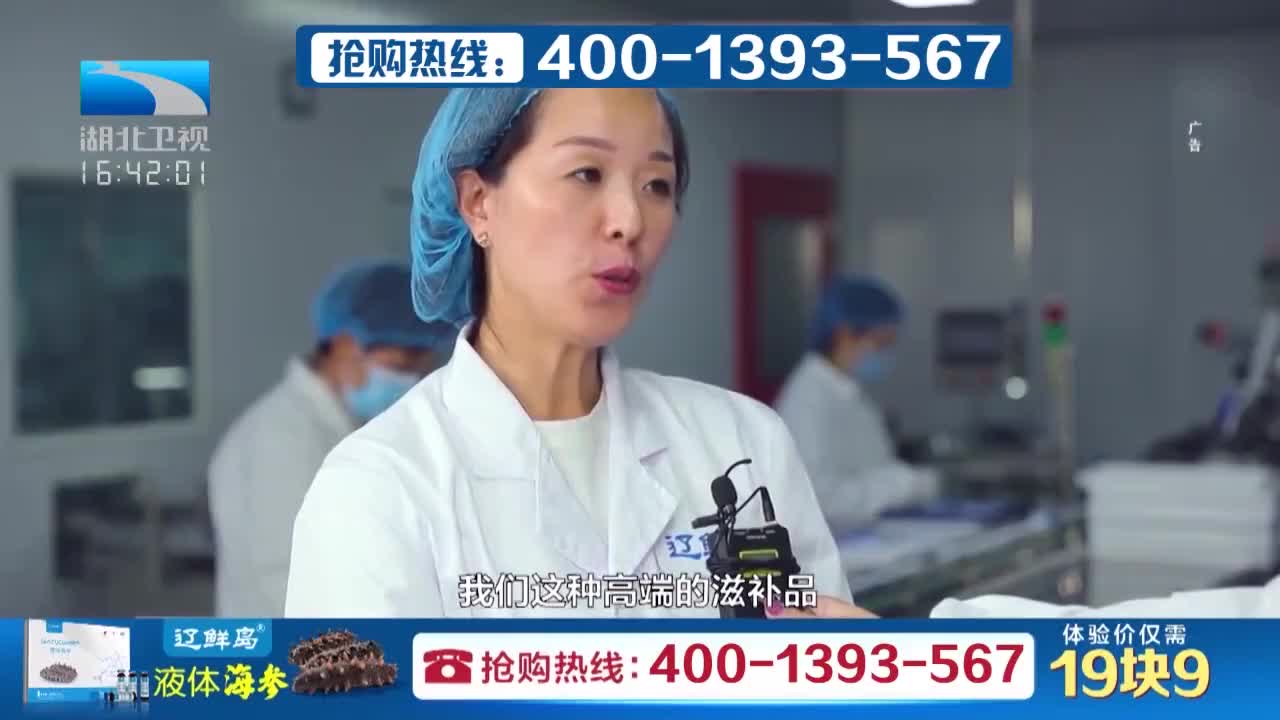 抢购热线：400-1393-567
湖北卫视
16:42:01
广告
辽鲜
我们这种高端的滋补品
辽鲜岛®
液体海参
抢购热线：400-1393-567
体验价仅需
19块9